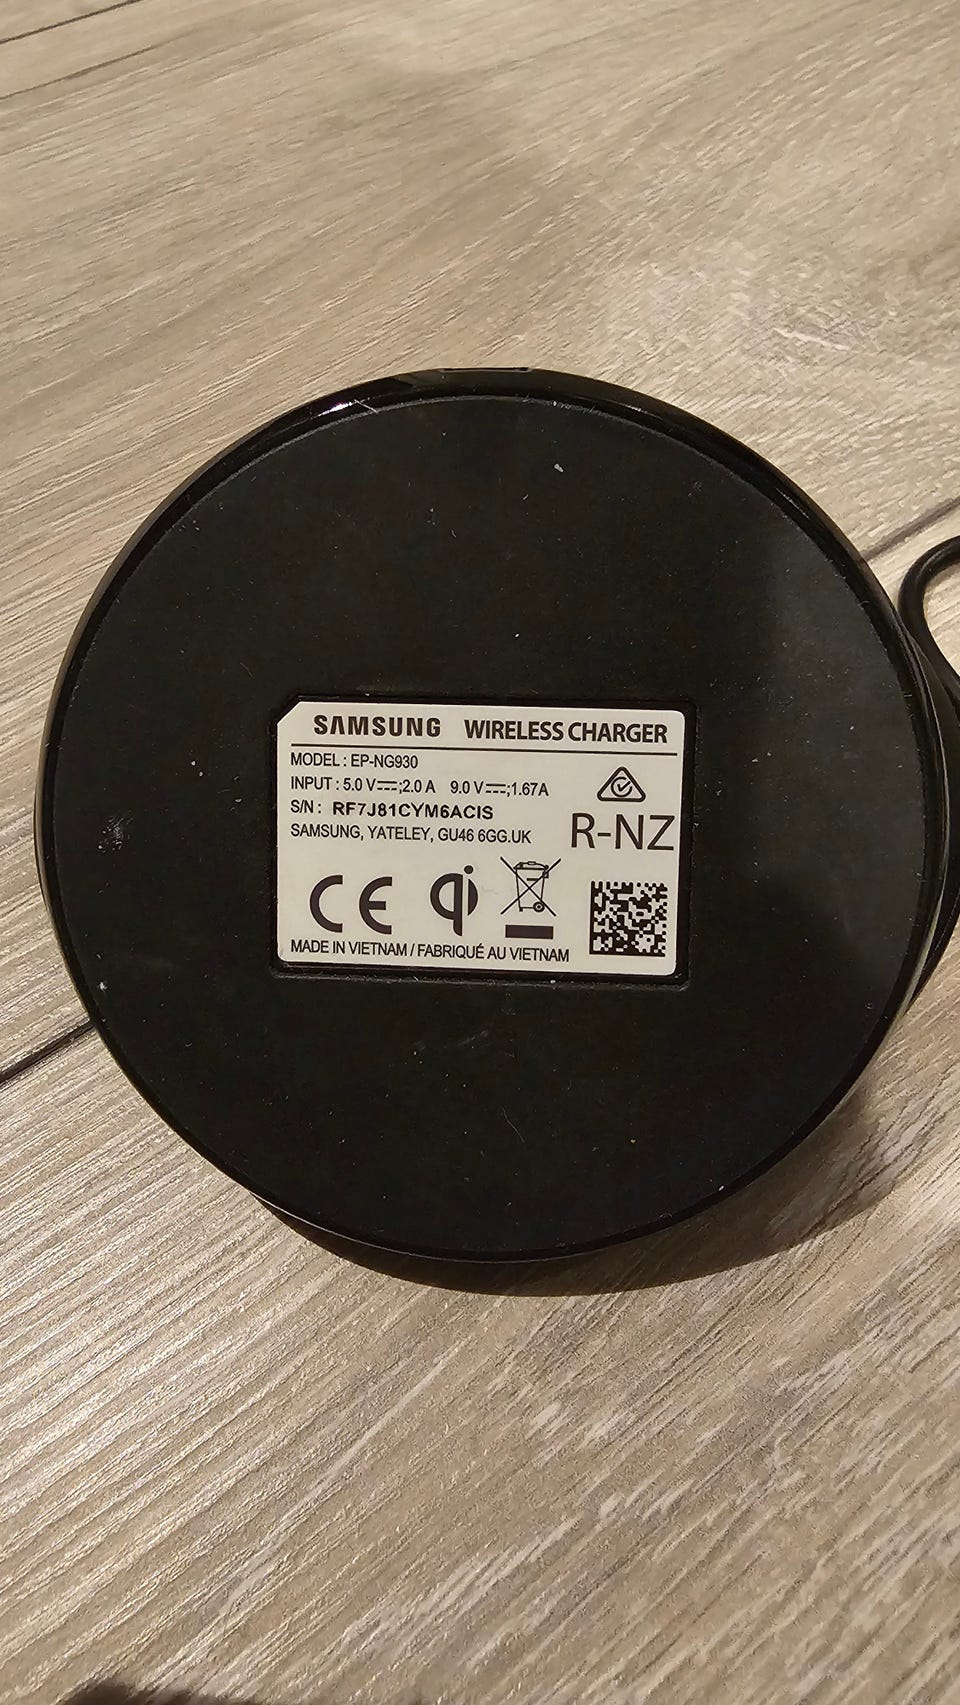 SAMSUNG WIRELESS CHARGER
MODEL : EP-NG930
INPUT : 5.0 V⎓;2.0 A 9.0 V⎓;1.67A
S/N : RF7J81CYM6ACIS
SAMSUNG, YATELEY, GU46 6GG.UK
R-NZ
CE qi
MADE IN VIETNAM / FABRIQUÉ AU VIETNAM